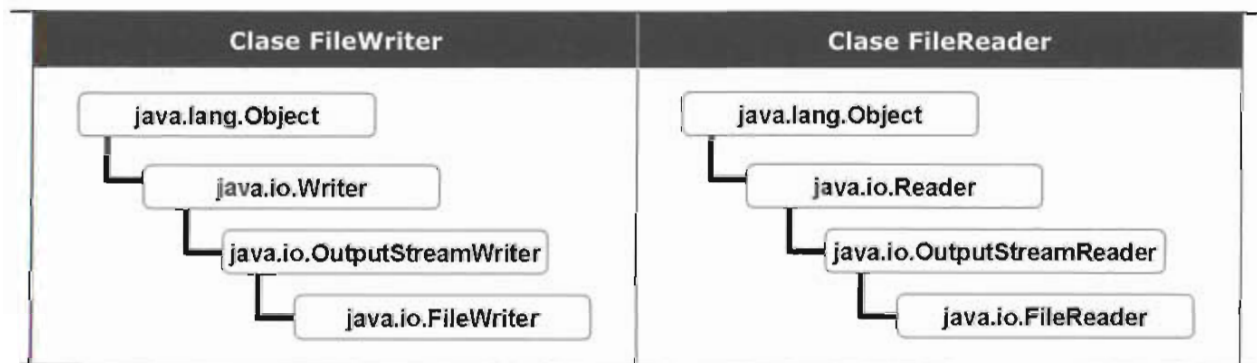 Clase FileWriter
Clase FileReader
java.lang.Object
java.io.Writer
java.io.OutputStreamWriter
java.io.FileWriter
java.lang.Object
java.io.Reader
java.io.OutputStreamReader
java.io.FileReader